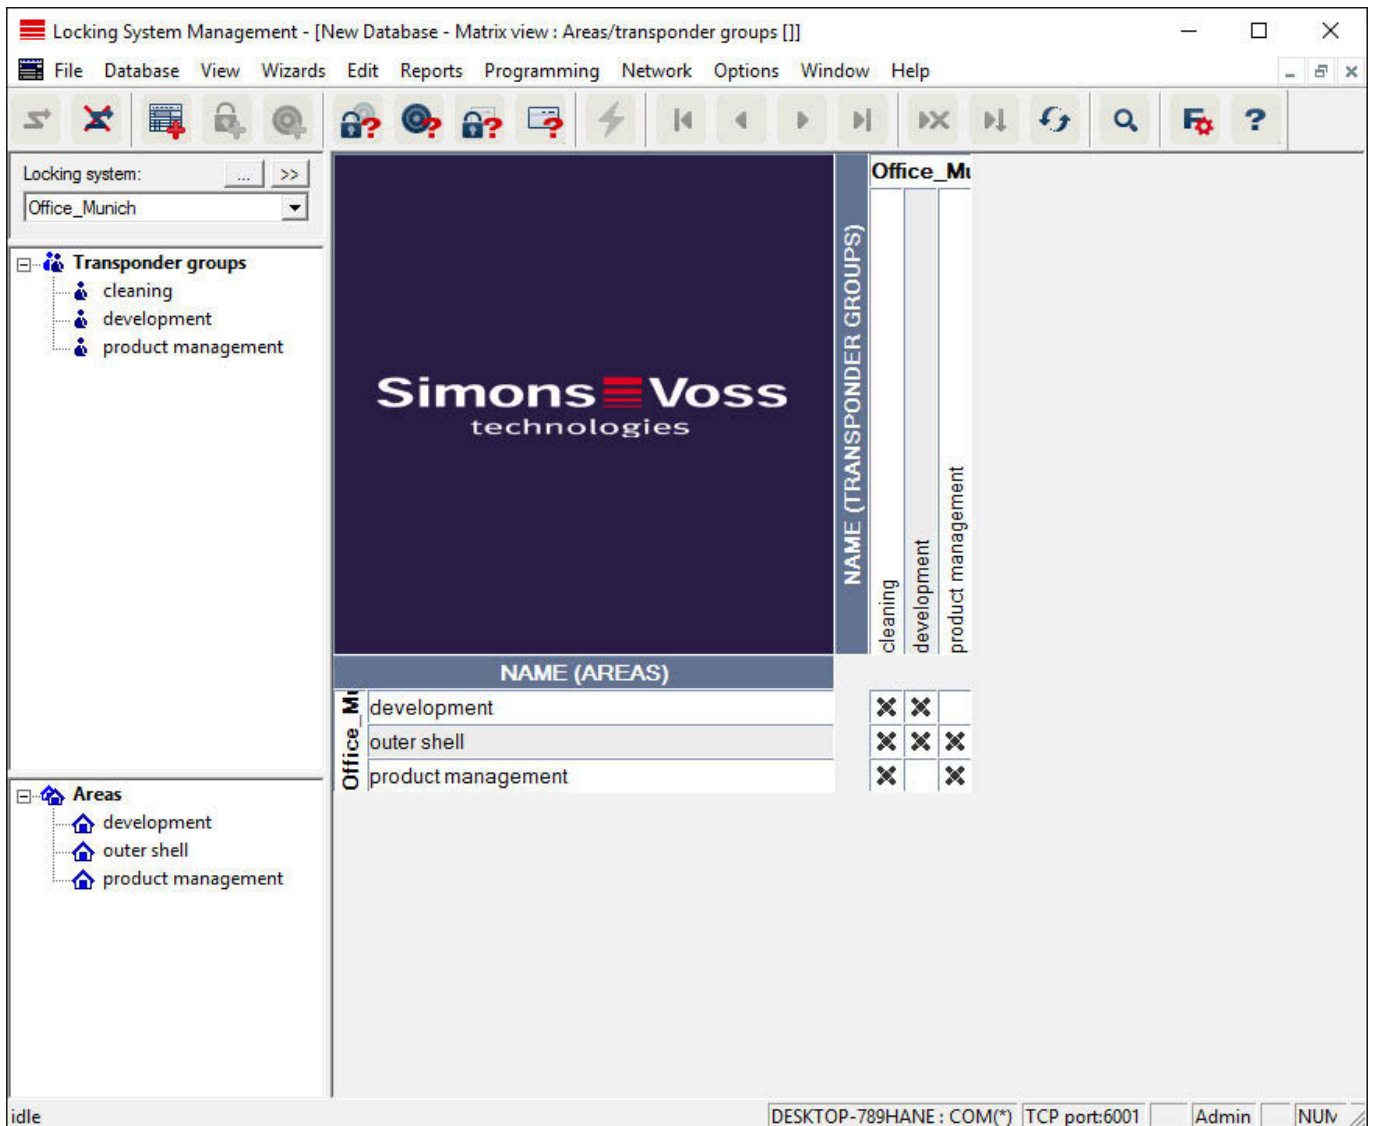 Locking System Management - [New Database - Matrix view : Areas/transponder groups []]
File Database View Wizards Edit Reports Programming Network Options Window Help
Locking system:
... >>
Office_Munich
Transponder groups
cleaning
development
product management
Areas
development
outer shell
product management
Simons Voss
technologies
NAME (TRANSPONDER GROUPS)
Office_Mu
cleaning
development
product management
NAME (AREAS)
Office_Mu
development
outer shell
product management
idle
DESKTOP-789HANE : COM(*) TCP port:6001 Admin NUM